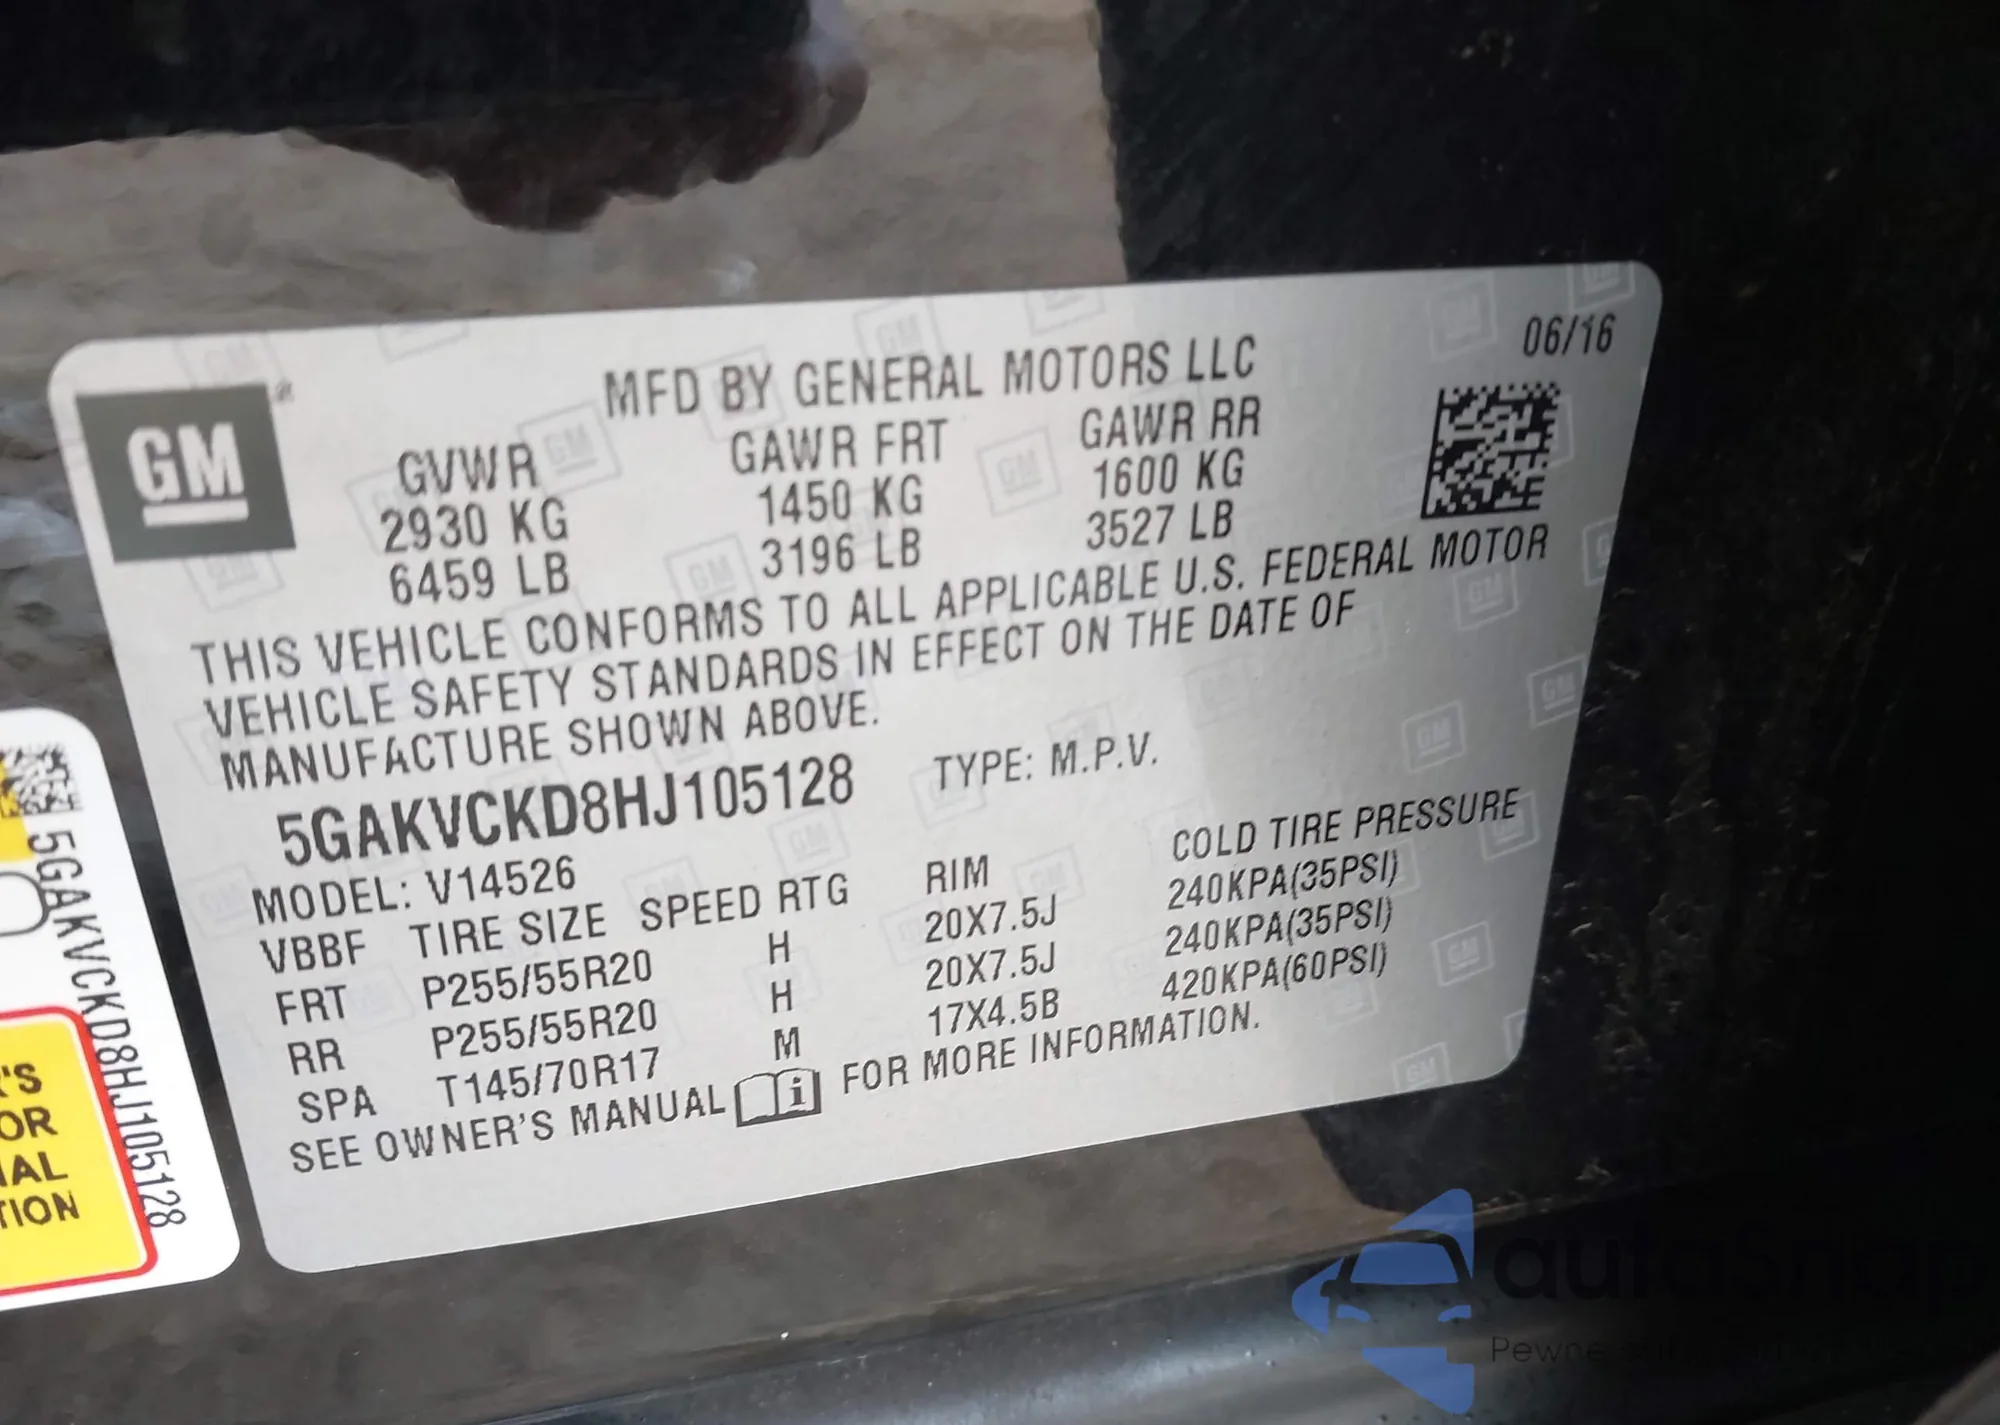 06/16
MFD BY GENERAL MOTORS LLC
GM
GVWR GAWR FRT GAWR RR
2930 KG 1450 KG 1600 KG
6459 LB 3196 LB 3527 LB
THIS VEHICLE CONFORMS TO ALL APPLICABLE U.S. FEDERAL MOTOR
VEHICLE SAFETY STANDARDS IN EFFECT ON THE DATE OF
MANUFACTURE SHOWN ABOVE.
5GAKVCKD8HJ105128 TYPE: M.P.V.
MODEL: V14526
VBBF TIRE SIZE SPEED RTG RIM COLD TIRE PRESSURE
FRT P255/55R20 H 20X7.5J 240KPA(35PSI)
RR P255/55R20 H 20X7.5J 240KPA(35PSI)
SPA T145/70R17 M 17X4.5B 420KPA(60PSI)
SEE OWNER'S MANUAL i FOR MORE INFORMATION.
5GAKVCKD8HJ105128
R'S
OR
TION
Pewne